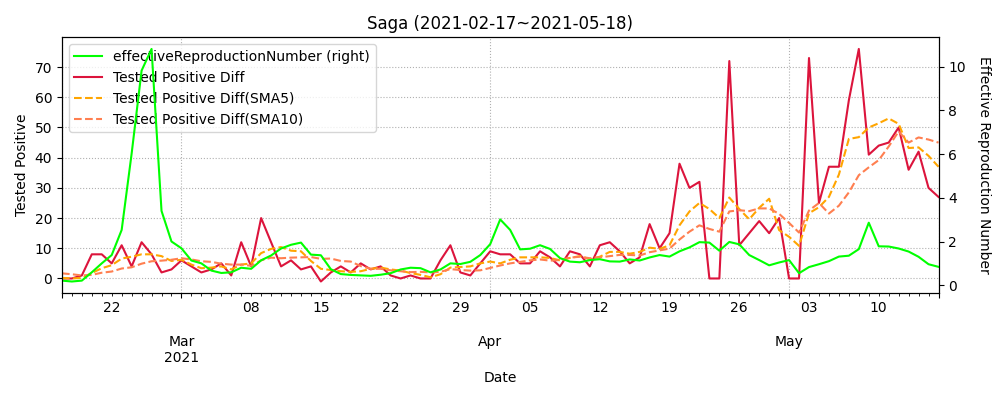 Saga (2021-02-17~2021-05-18)
effectiveReproductionNumber (right)
Tested Positive Diff
Tested Positive Diff(SMA5)
Tested Positive Diff(SMA10)
Tested Positive
70
60
50
40
30
20
10
0
Effective Reproduction Number
10
8
6
4
2
0
22 08 15 22 29 05 12 19 26 03 10
Mar Apr May
2021
Date